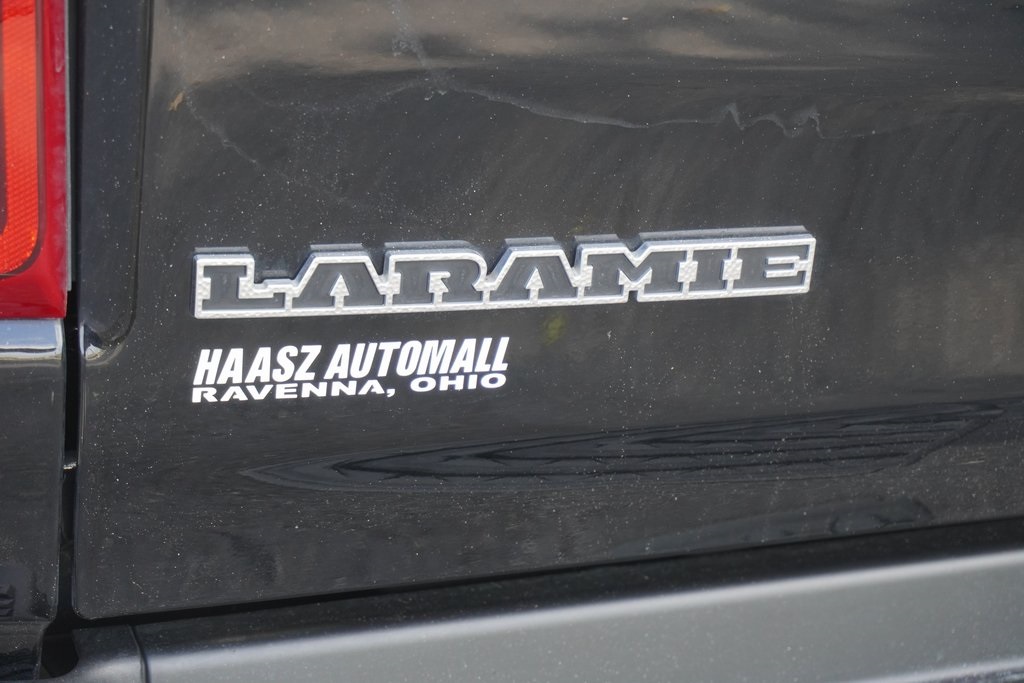 LARAMIE
HAASZ AUTOMALL
RAVENNA, OHIO